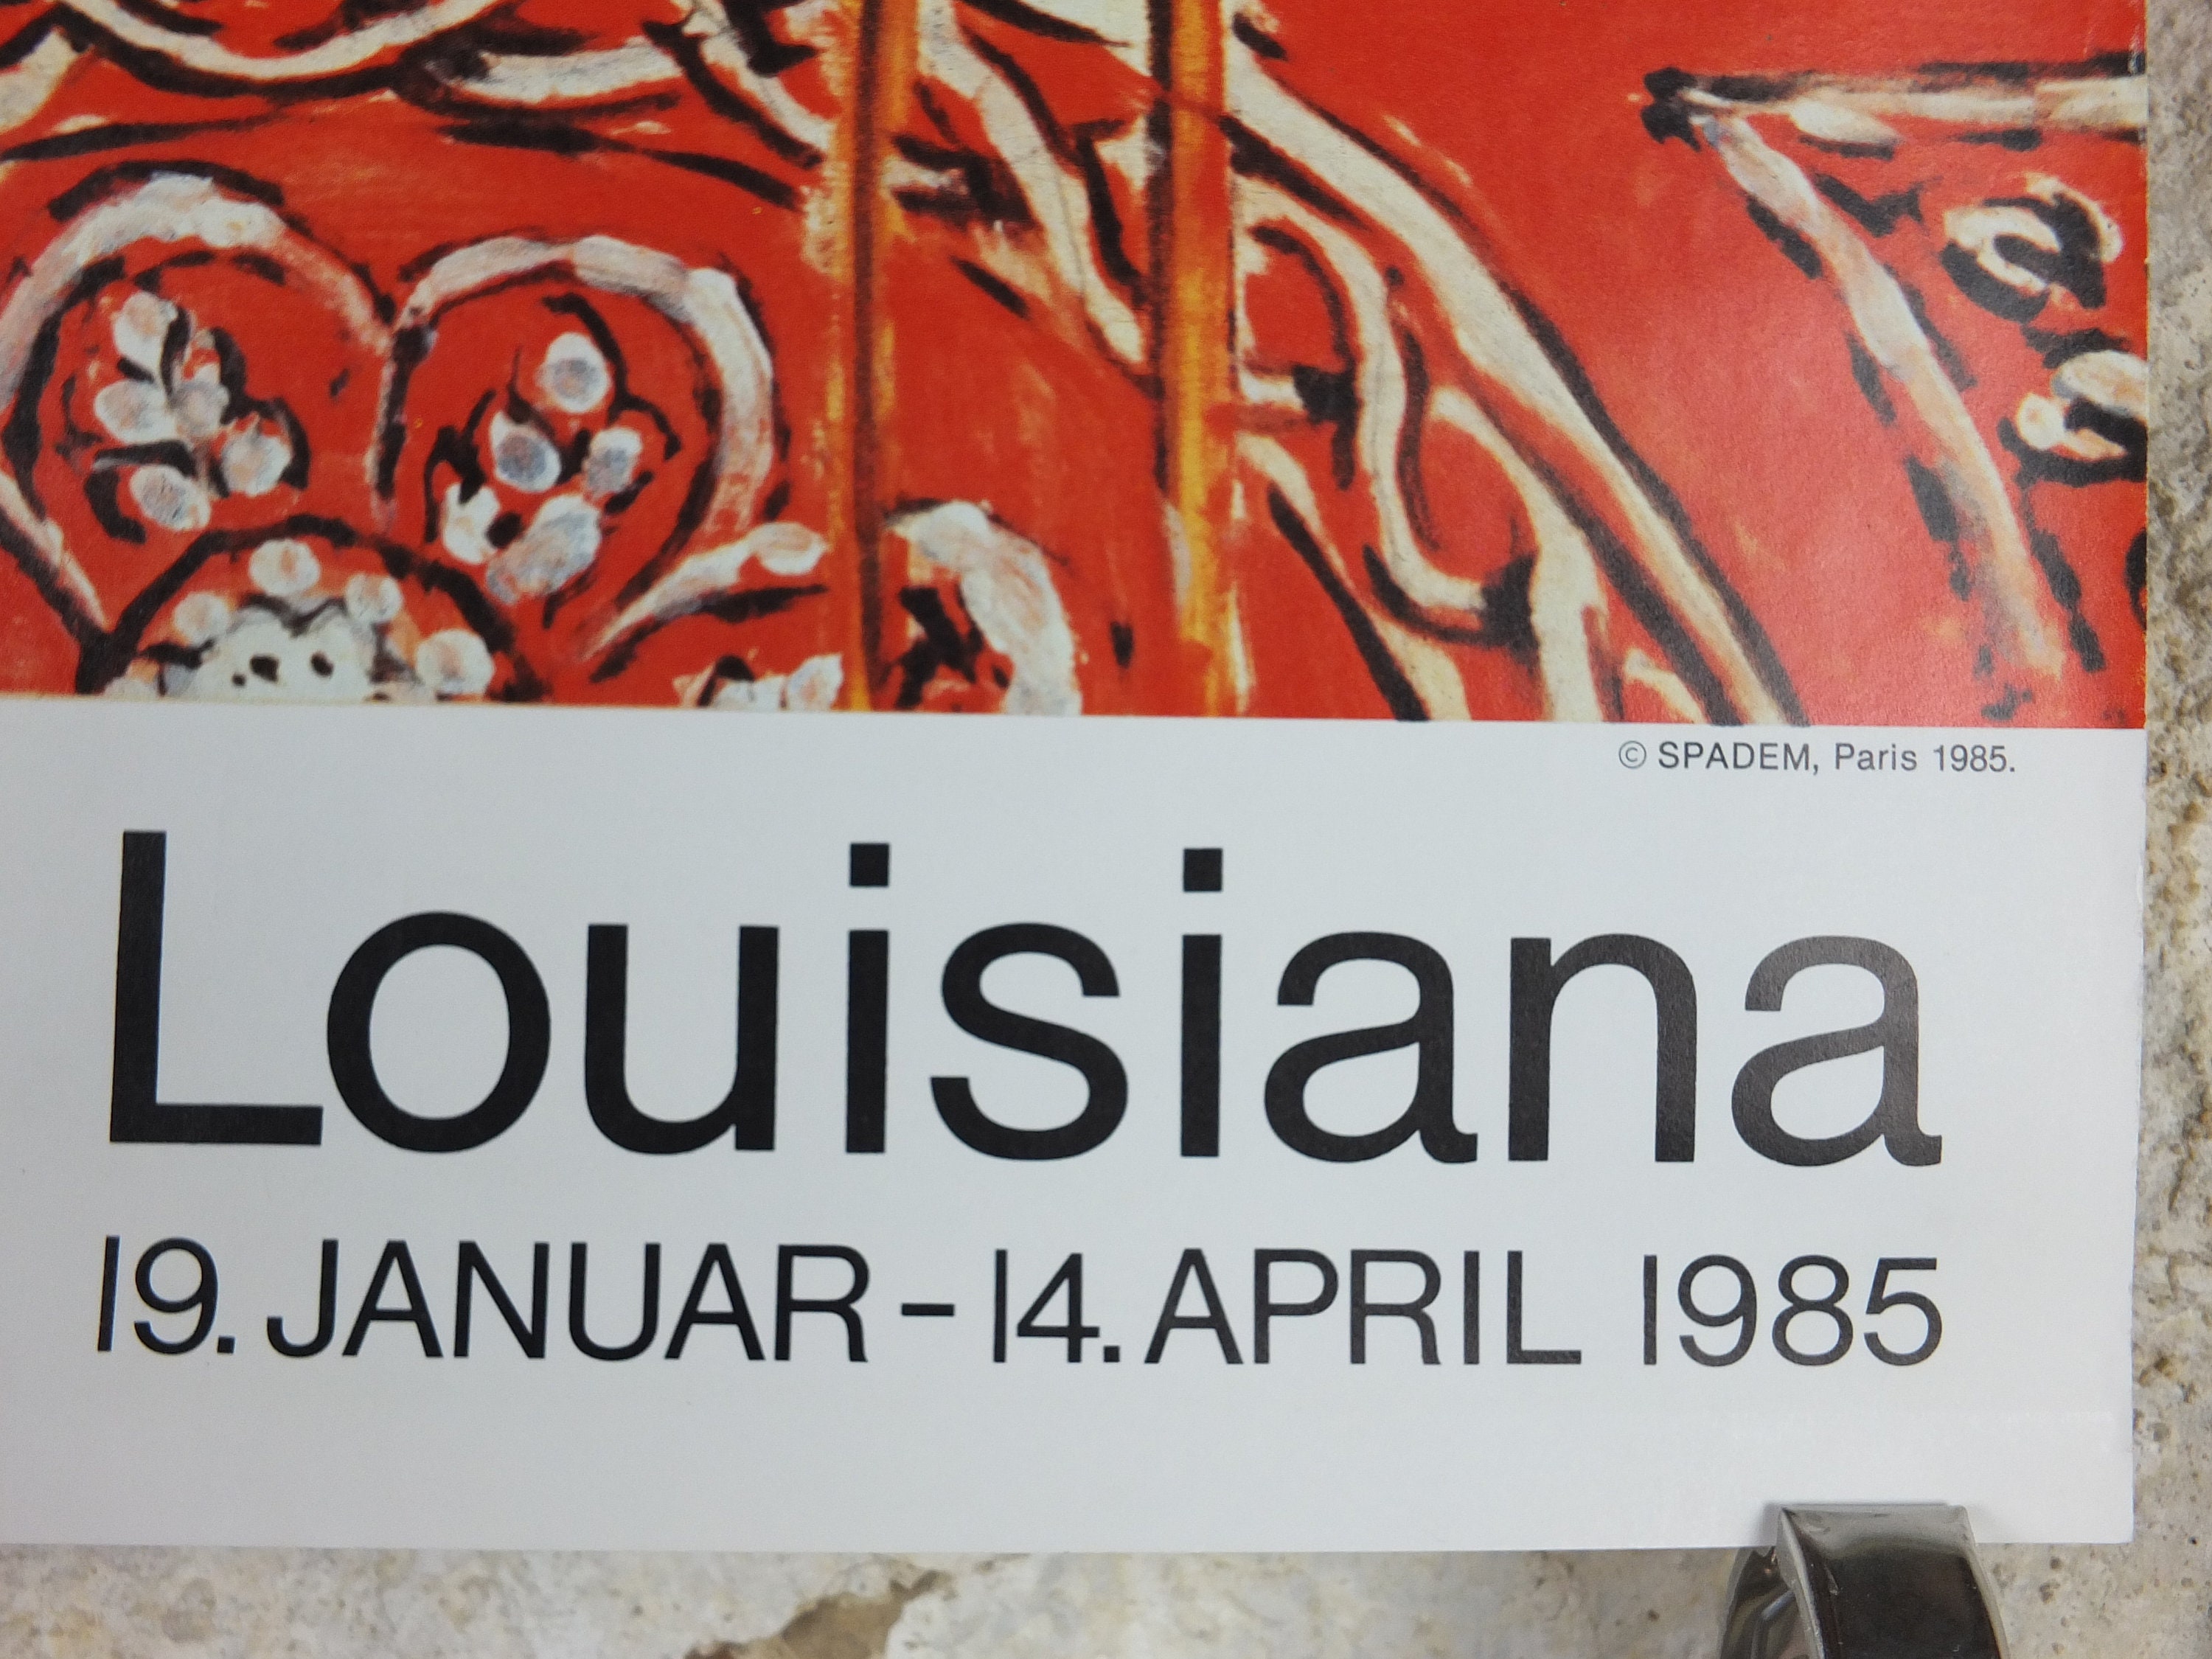 © SPADEM, Paris 1985.
Louisiana
19. JANUAR – 14. APRIL 1985